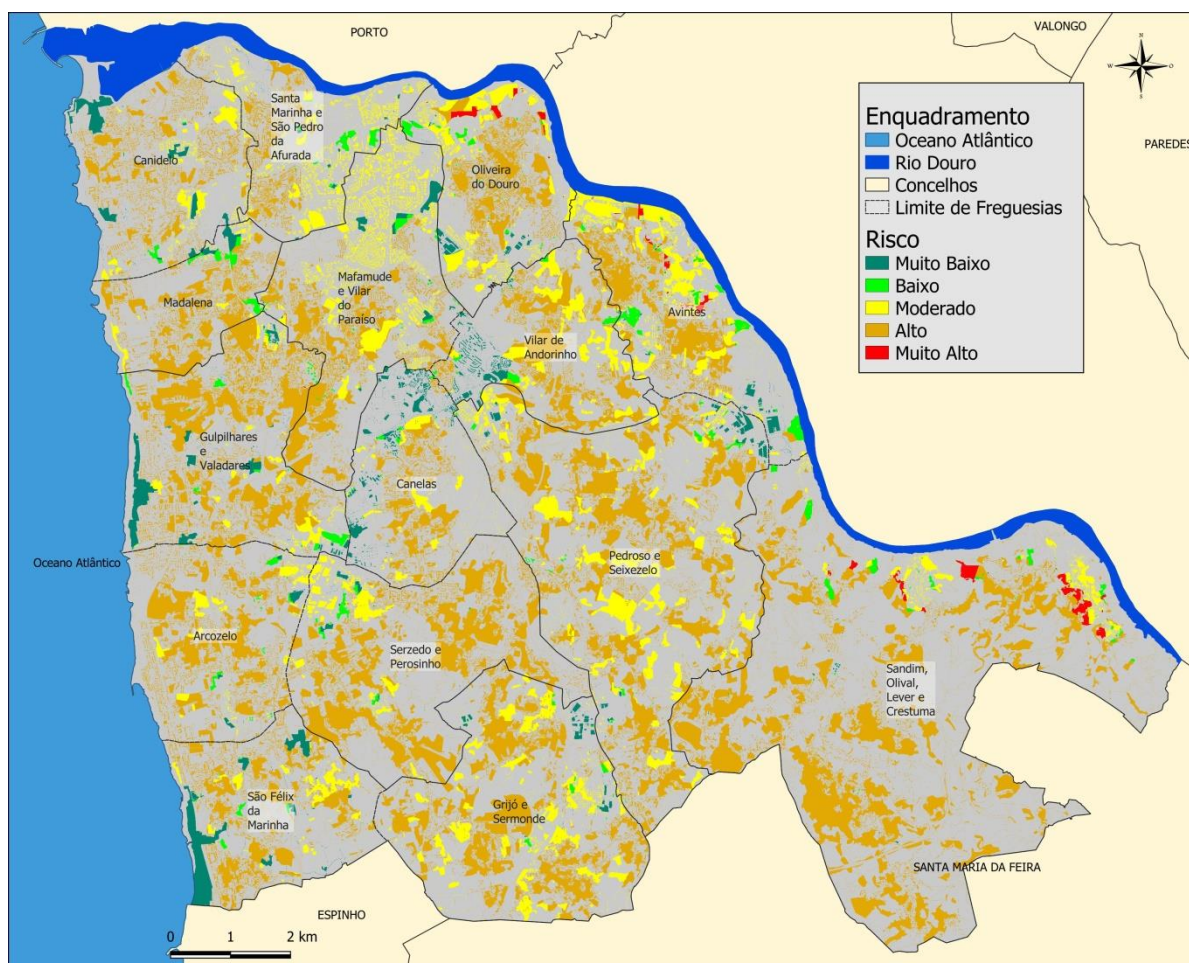 PORTO
VALONGO
N
W
O
S
PAREDES
Enquadramento
Oceano Atlântico
Rio Douro
Concelhos
Limite de Freguesias
Risco
Muito Baixo
Baixo
Moderado
Alto
Muito Alto
Santa
Marinha e
São Pedro
da
Afurada
Canidelo
Oliveira
do Douro
Madalena
Mafamude
e Vilar
do
Paraíso
Avintes
Vilar de
Andorinho
Gulpilhares
e
Valadares
Canelas
Oceano Atlântico
Pedroso e
Seixezelo
Arcozelo
Serzedo e
Perosinho
Sandim,
Olival,
Lever e
Crestuma
São Félix
da
Marinha
Grijó e
Sermonde
SANTA MARIA DA FEIRA
ESPINHO
0 1 2 km